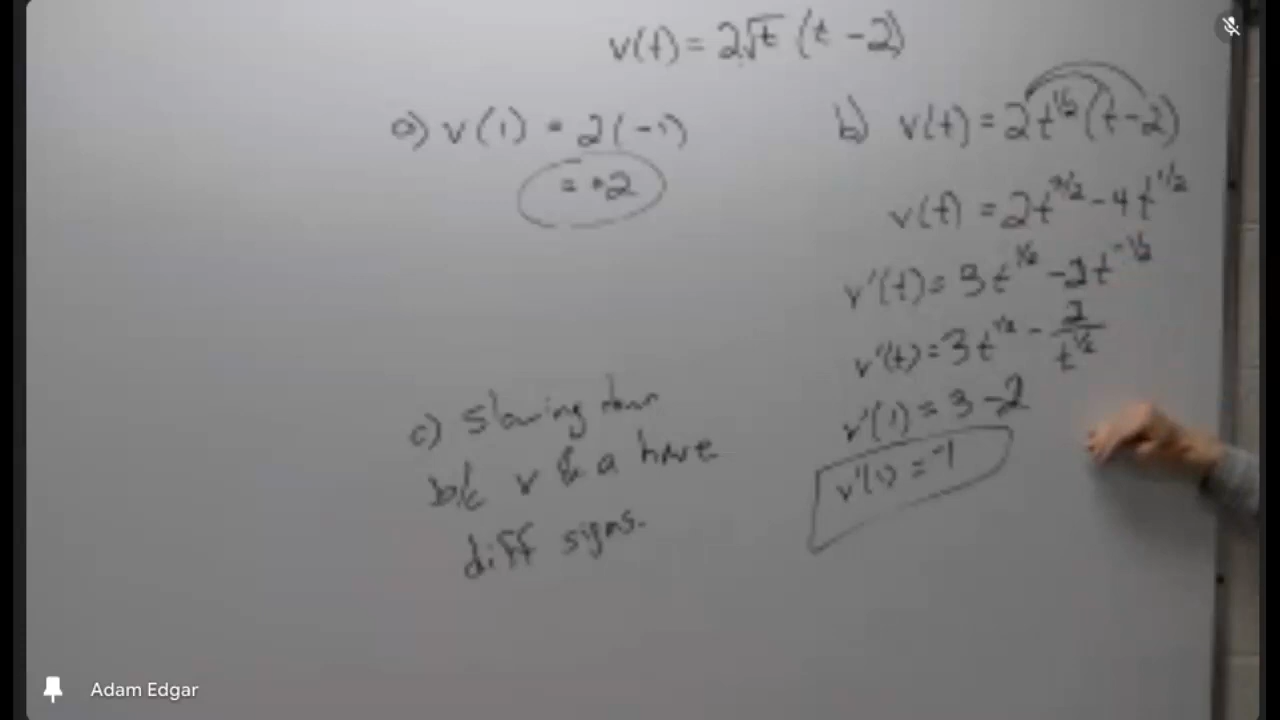 v(t) = 2√t (t - 2)
a) v(1) = 2(-1)
= -2
b) v(t) = 2t^{1/2}(t-2)
v(t) = 2t^{3/2} - 4t^{1/2}
v'(t) = 3t^{1/2} - 2t^{-1/2}
v'(t) = 3t^{1/2} - 2/t^{1/2}
v'(1) = 3 - 2
v'(1) = -1
c) Slowing down
b/c v & a have
diff signs.
Adam Edgar